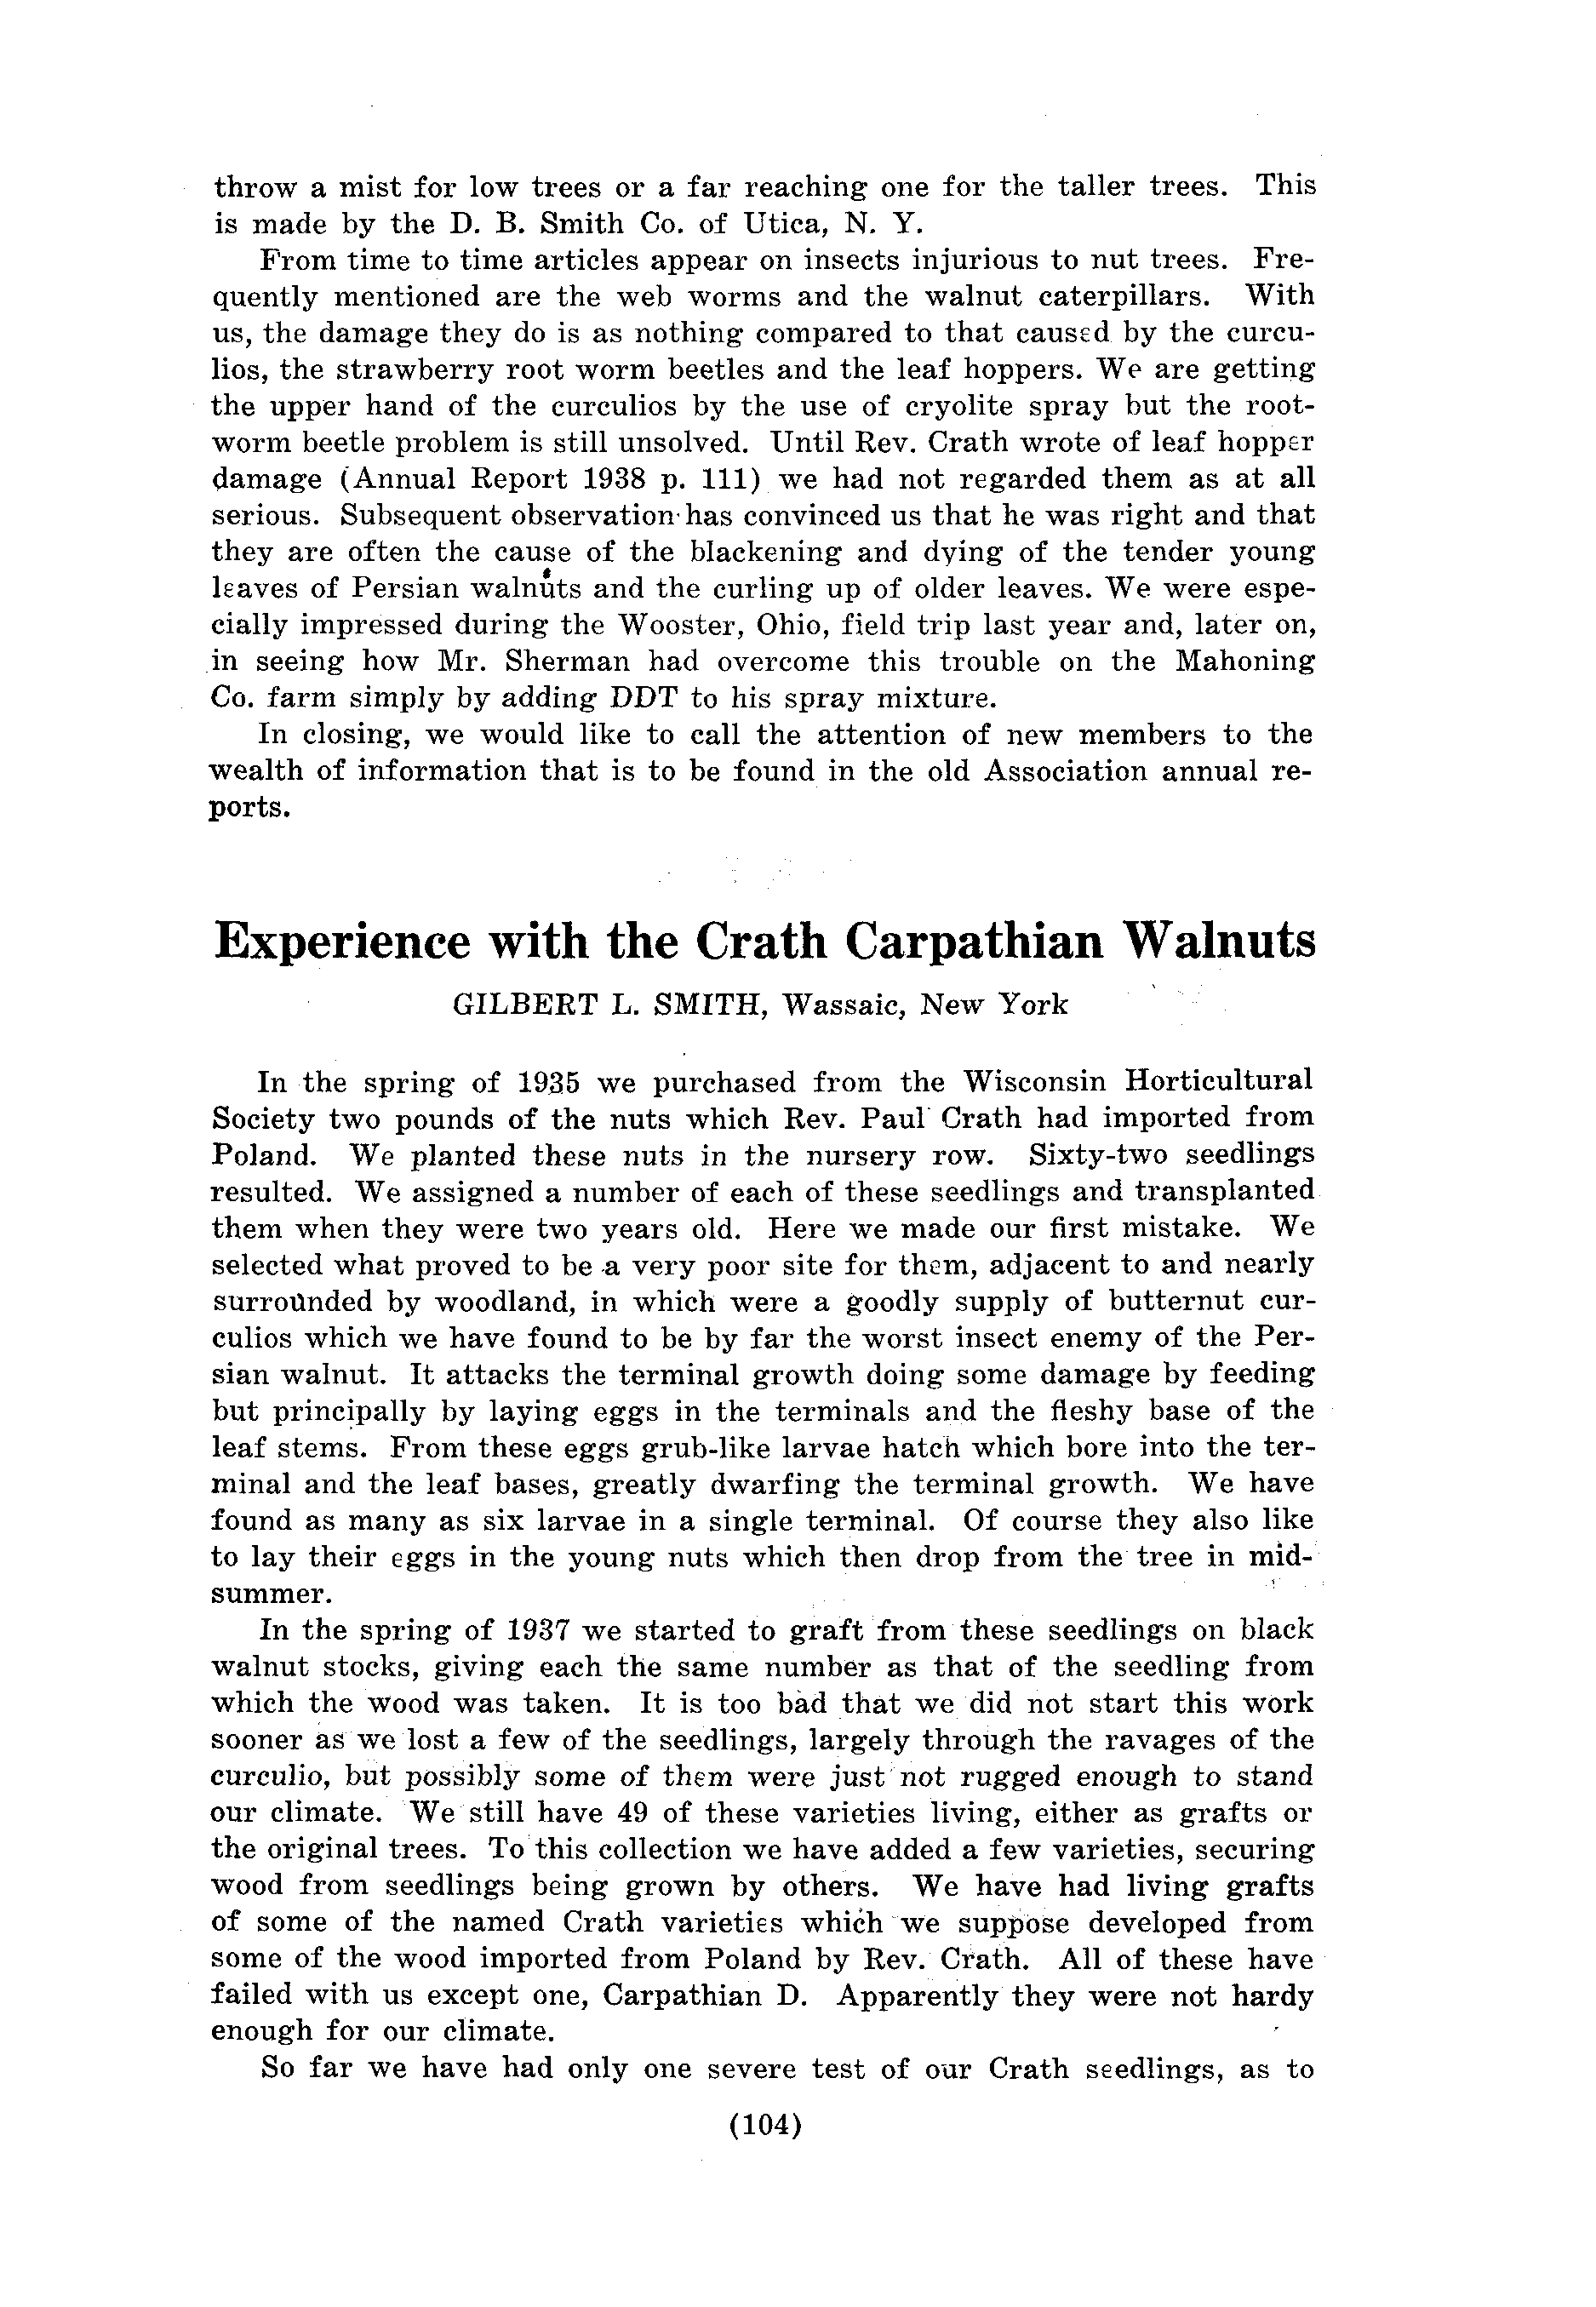 throw a mist for low trees or a far reaching one for the taller trees. This
is made by the D. B. Smith Co. of Utica, N. Y.
From time to time articles appear on insects injurious to nut trees. Fre-
quently mentioned are the web worms and the walnut caterpillars. With
us, the damage they do is as nothing compared to that caused by the curcu-
lios, the strawberry root worm beetles and the leaf hoppers. We are getting
the upper hand of the curculios by the use of cryolite spray but the root-
worm beetle problem is still unsolved. Until Rev. Crath wrote of leaf hopper
damage (Annual Report 1938 p. 111) we had not regarded them as at all
serious. Subsequent observation has convinced us that he was right and that
they are often the cause of the blackening and dying of the tender young
leaves of Persian walnuts and the curling up of older leaves. We were espe-
cially impressed during the Wooster, Ohio, field trip last year and, later on,
in seeing how Mr. Sherman had overcome this trouble on the Mahoning
Co. farm simply by adding DDT to his spray mixture.
In closing, we would like to call the attention of new members to the
wealth of information that is to be found in the old Association annual re-
ports.
Experience with the Crath Carpathian Walnuts
GILBERT L. SMITH, Wassaic, New York
In the spring of 1935 we purchased from the Wisconsin Horticultural
Society two pounds of the nuts which Rev. Paul Crath had imported from
Poland. We planted these nuts in the nursery row. Sixty-two seedlings
resulted. We assigned a number of each of these seedlings and transplanted
them when they were two years old. Here we made our first mistake. We
selected what proved to be a very poor site for them, adjacent to and nearly
surrounded by woodland, in which were a goodly supply of butternut cur-
culios which we have found to be by far the worst insect enemy of the Per-
sian walnut. It attacks the terminal growth doing some damage by feeding
but principally by laying eggs in the terminals and the fleshy base of the
leaf stems. From these eggs grub-like larvae hatch which bore into the ter-
minal and the leaf bases, greatly dwarfing the terminal growth. We have
found as many as six larvae in a single terminal. Of course they also like
to lay their eggs in the young nuts which then drop from the tree in mid-
summer.
In the spring of 1937 we started to graft from these seedlings on black
walnut stocks, giving each the same number as that of the seedling from
which the wood was taken. It is too bad that we did not start this work
sooner as we lost a few of the seedlings, largely through the ravages of the
curculio, but possibly some of them were just not rugged enough to stand
our climate. We still have 49 of these varieties living, either as grafts or
the original trees. To this collection we have added a few varieties, securing
wood from seedlings being grown by others. We have had living grafts
of some of the named Crath varieties which we suppose developed from
some of the wood imported from Poland by Rev. Crath. All of these have
failed with us except one, Carpathian D. Apparently they were not hardy
enough for our climate.
So far we have had only one severe test of our Crath seedlings, as to
(104)